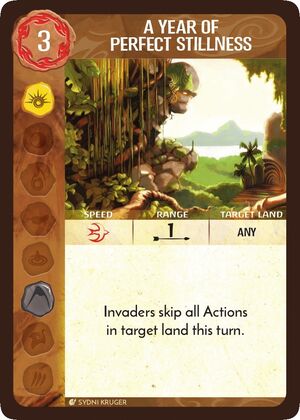 3
A YEAR OF
PERFECT STILLNESS
SPEED RANGE TARGET LAND
1 ANY
Invaders skip all Actions
in target land this turn.
SYDNI KRUGER